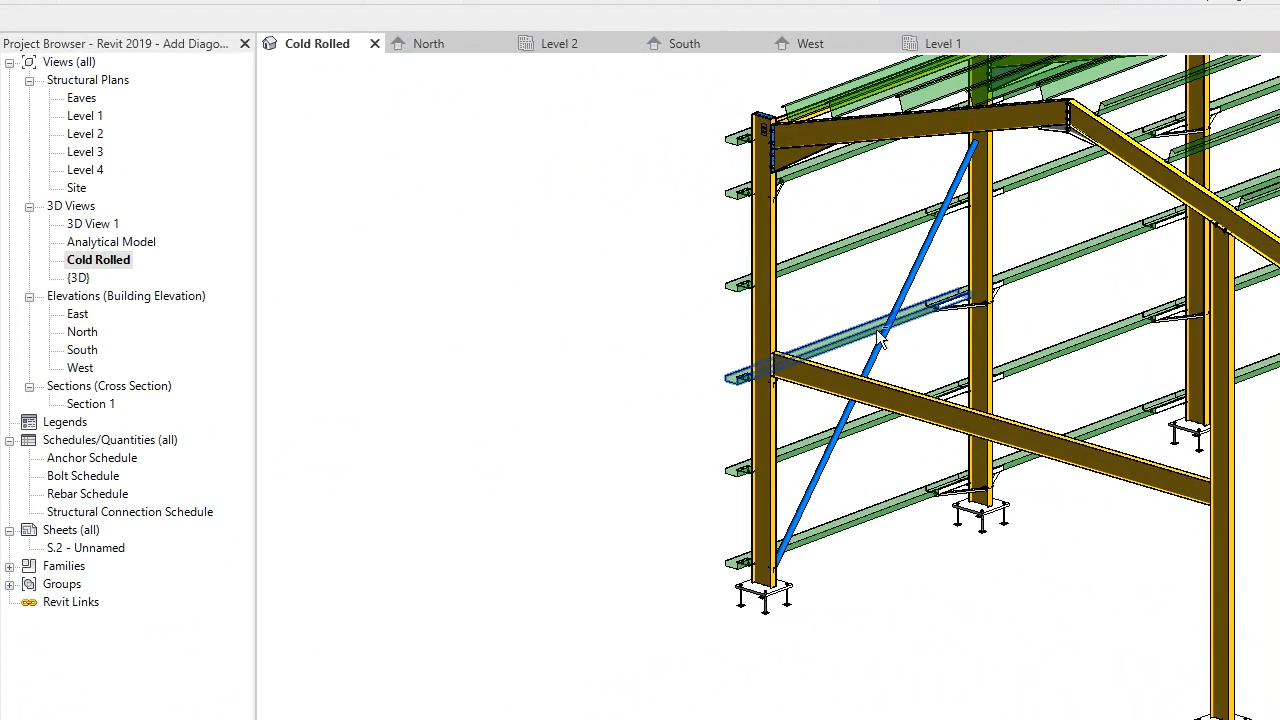 Project Browser - Revit 2019 - Add Diago...
Cold Rolled
North
Level 2
South
West
Level 1
Views (all)
Structural Plans
Eaves
Level 1
Level 2
Level 3
Level 4
Site
3D Views
3D View 1
Analytical Model
Cold Rolled
{3D}
Elevations (Building Elevation)
East
North
South
West
Sections (Cross Section)
Section 1
Legends
Schedules/Quantities (all)
Anchor Schedule
Bolt Schedule
Rebar Schedule
Structural Connection Schedule
Sheets (all)
S.2 - Unnamed
Families
Groups
Revit Links